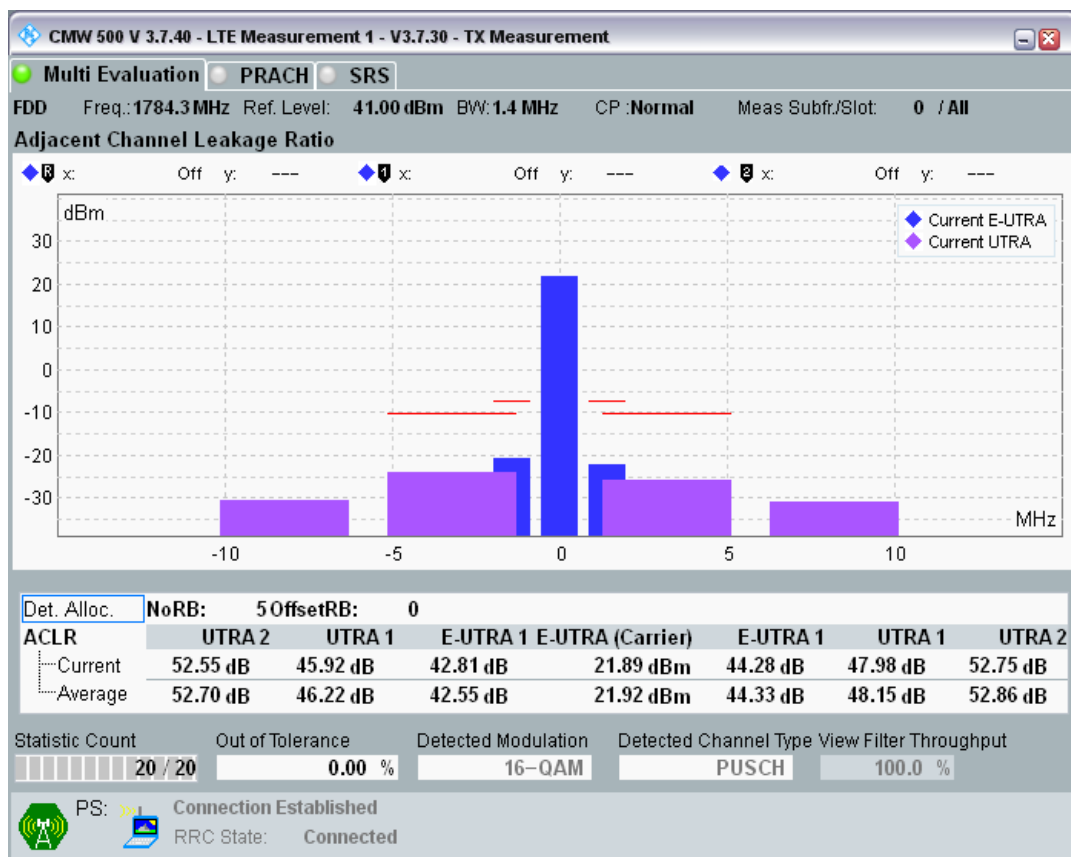 CMW 500 V 3.7.40 - LTE Measurement 1 - V3.7.30 - TX Measurement
Multi Evaluation PRACH SRS
FDD Freq.: 1784.3 MHz Ref. Level: 41.00 dBm BW: 1.4 MHz CP : Normal Meas Subfr./Slot: 0 / All
Adjacent Channel Leakage Ratio
R x: Off y: --- 1 x: Off y: --- 2 x: Off y: ---
dBm
Current E-UTRA
Current UTRA
30
20
10
0
-10
-20
-30
MHz
-10 -5 0 5 10
Det. Alloc. NoRB: 5 OffsetRB: 0
ACLR UTRA 2 UTRA 1 E-UTRA 1 E-UTRA (Carrier) E-UTRA 1 UTRA 1 UTRA 2
Current 52.55 dB 45.92 dB 42.81 dB 21.89 dBm 44.28 dB 47.98 dB 52.75 dB
Average 52.70 dB 46.22 dB 42.55 dB 21.92 dBm 44.33 dB 48.15 dB 52.86 dB
Statistic Count Out of Tolerance Detected Modulation Detected Channel Type View Filter Throughput
20 / 20 0.00 % 16-QAM PUSCH 100.0 %
PS: Connection Established
RRC State: Connected